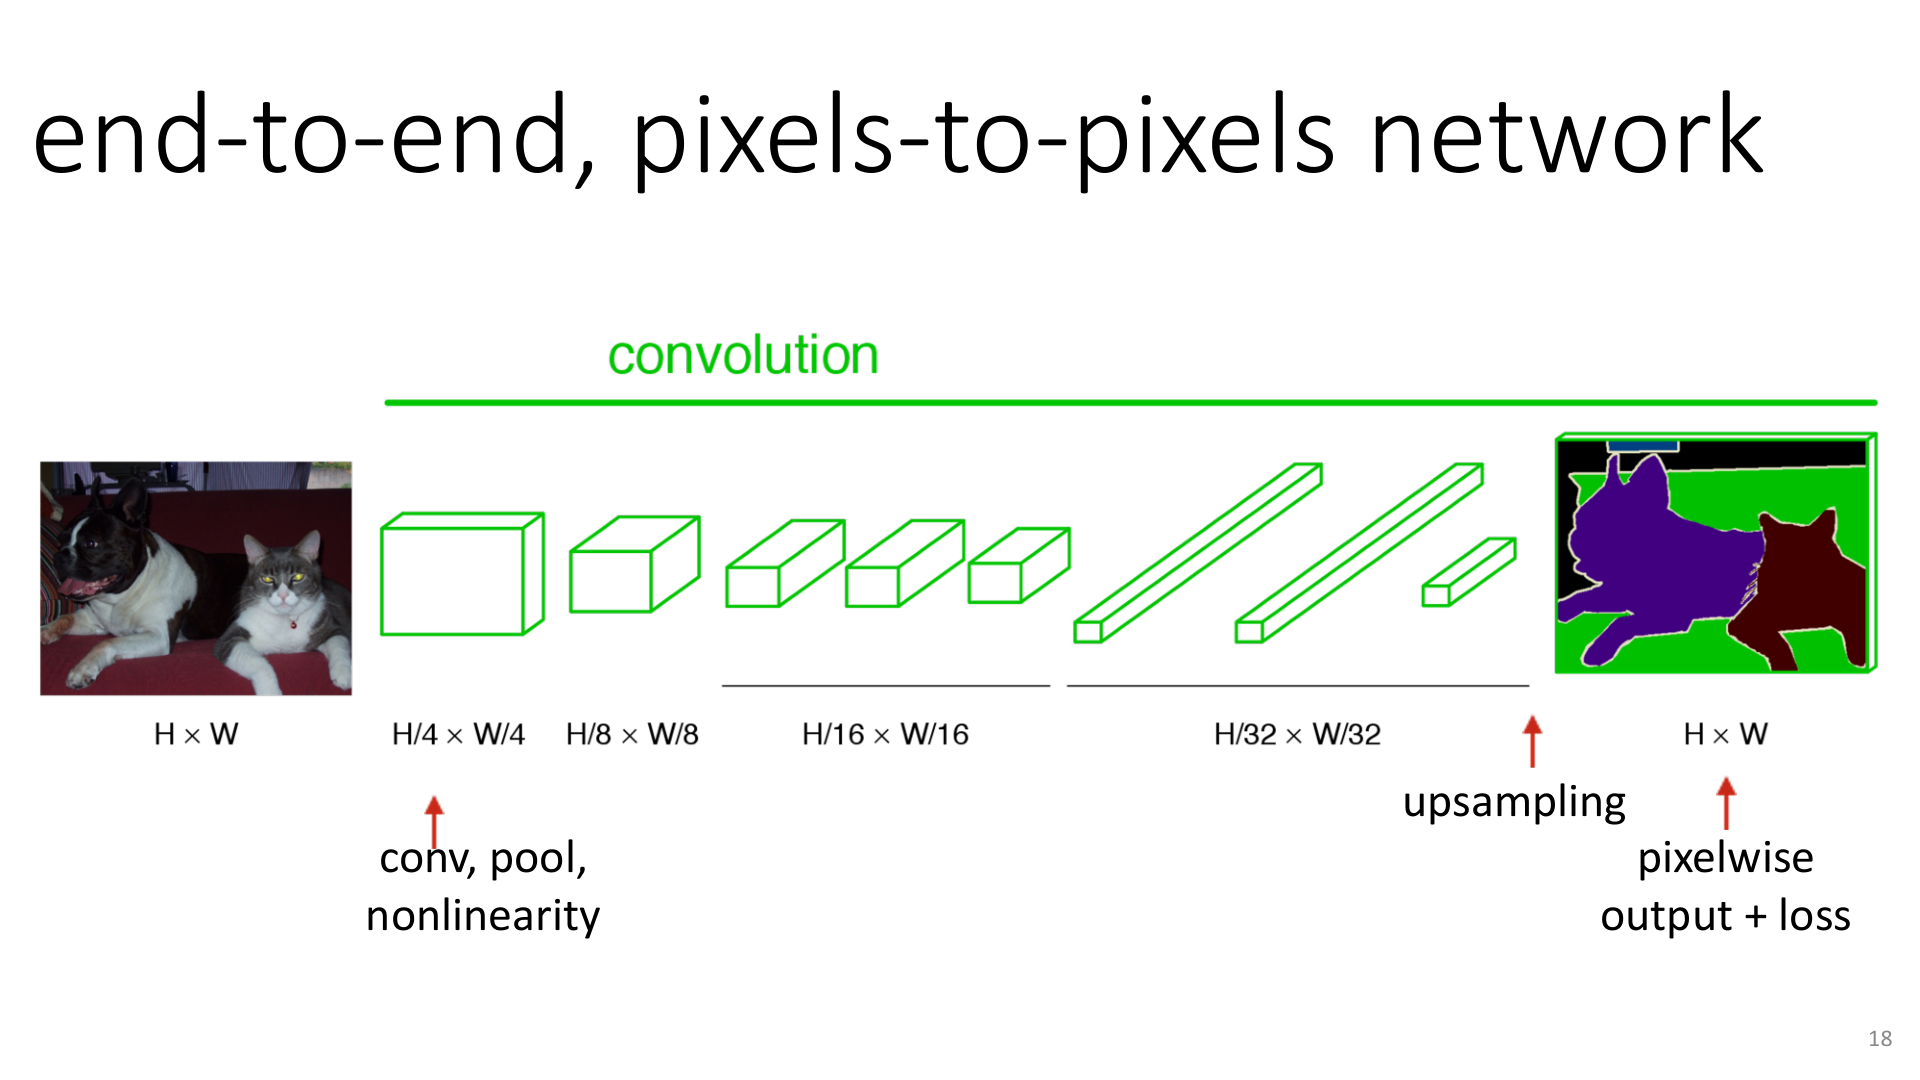 end-to-end, pixels-to-pixels network
convolution
H × W
H/4 × W/4
H/8 × W/8
H/16 × W/16
H/32 × W/32
H × W
upsampling
conv, pool,
nonlinearity
pixelwise
output + loss
18